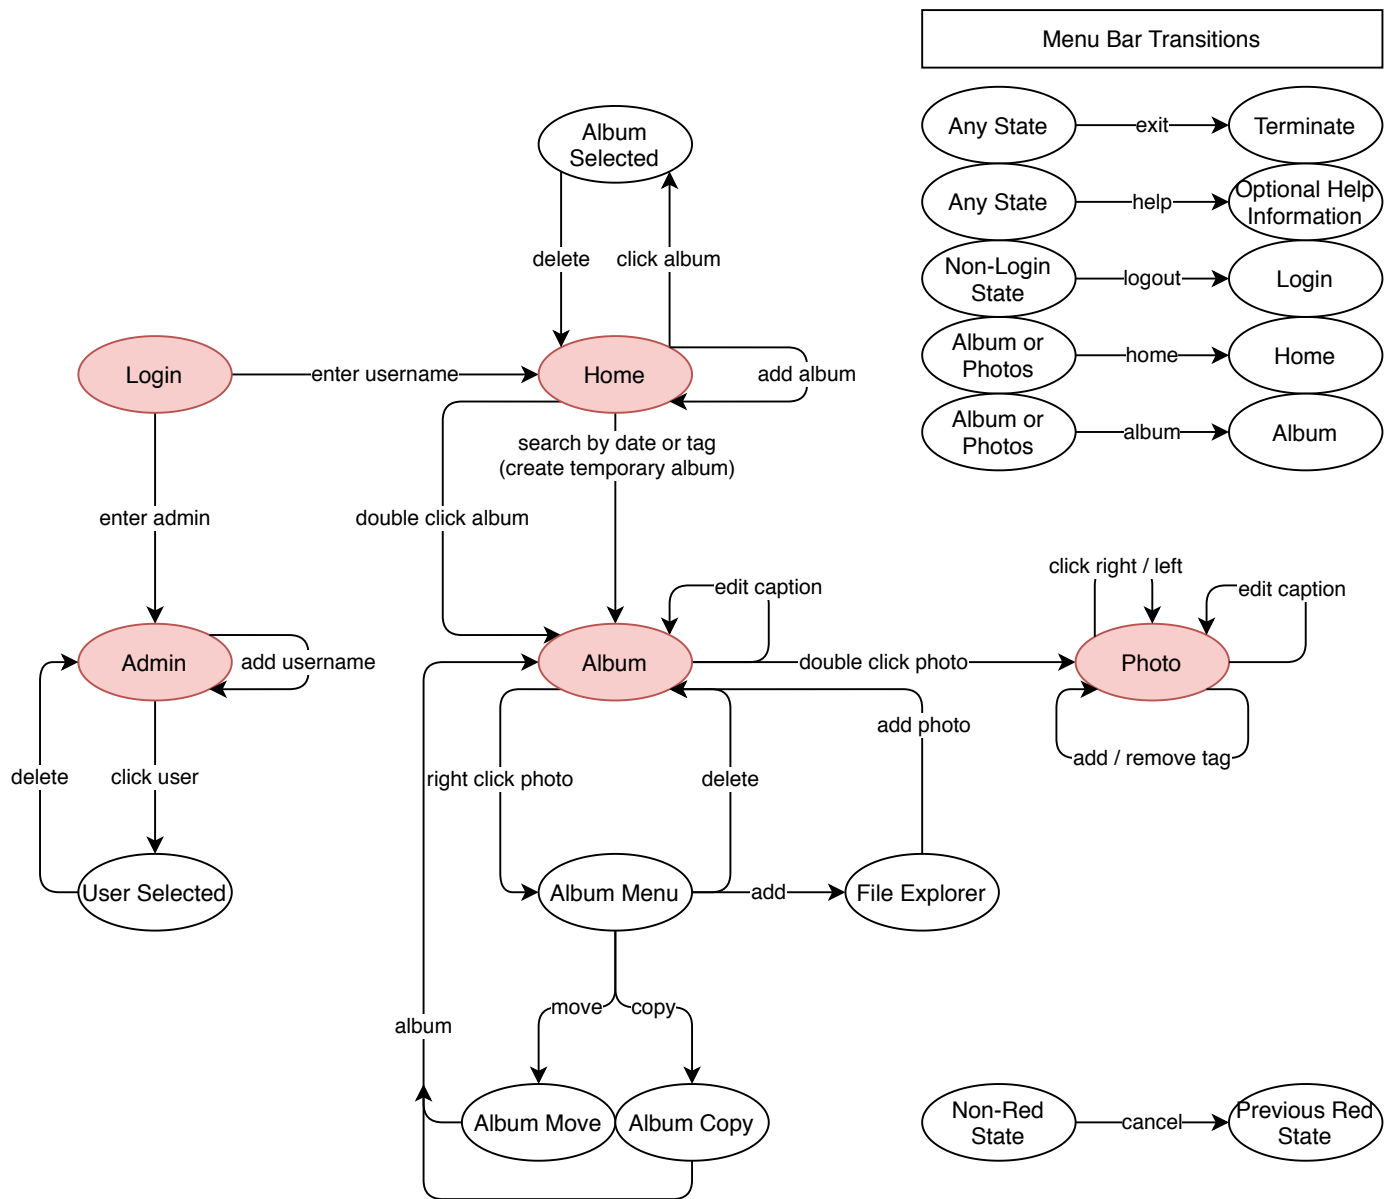 Menu Bar Transitions
Any State
exit
Terminate
Any State
help
Optional Help
Information
Non-Login
State
logout
Login
Album or
Photos
home
Home
Album or
Photos
album
Album
Album
Selected
delete
click album
Login
enter username
Home
add album
search by date or tag
(create temporary album)
enter admin
double click album
edit caption
click right / left
edit caption
Admin
add username
Album
double click photo
Photo
add photo
add / remove tag
delete
click user
right click photo
delete
User Selected
Album Menu
add
File Explorer
move
copy
album
Album Move
Album Copy
Non-Red
State
cancel
Previous Red
State